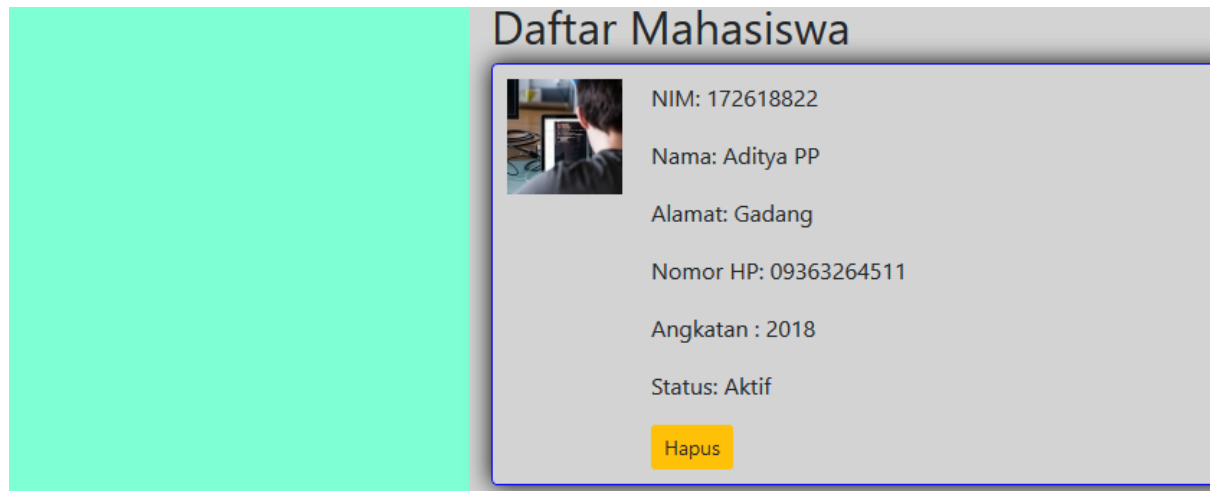 Daftar Mahasiswa
NIM: 172618822
Nama: Aditya PP
Alamat: Gadang
Nomor HP: 09363264511
Angkatan : 2018
Status: Aktif
Hapus